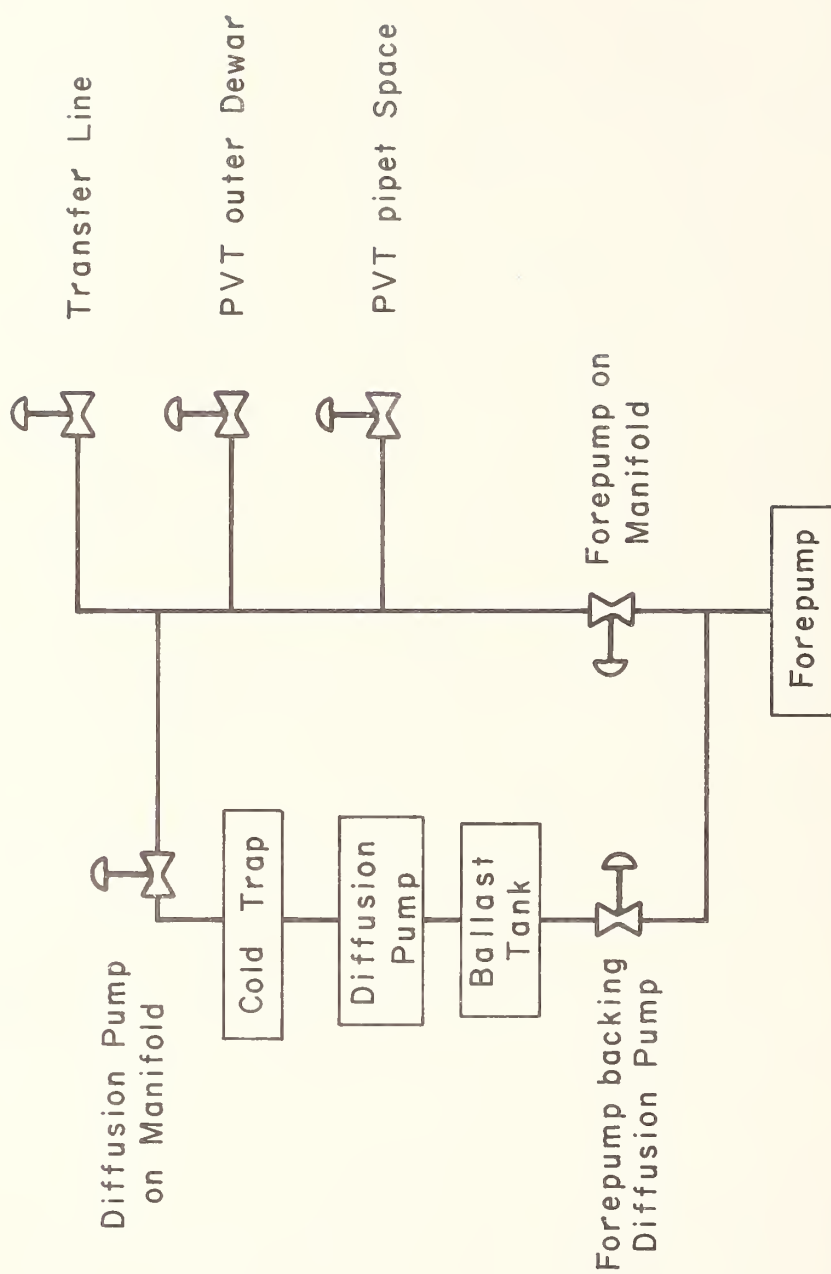 Transfer Line
PVT outer Dewar
PVT pipet Space
Forepump on
Manifold
Forepump
Diffusion Pump
on Manifold
Cold Trap
Diffusion
Pump
Ballast
Tank
Forepump backing
Diffusion Pump